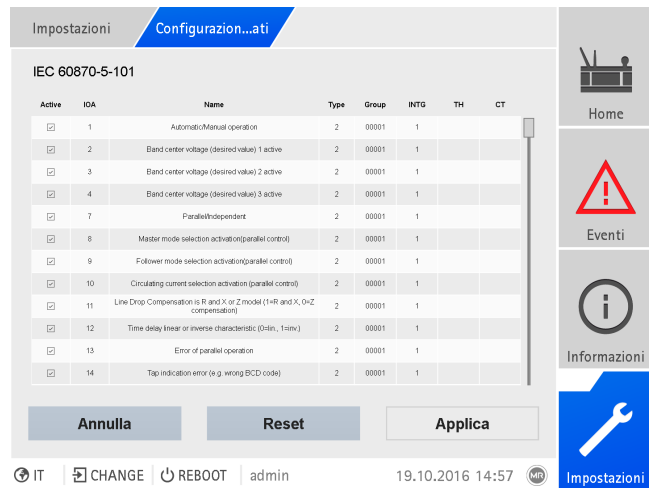 Impostazioni
Configurazion...ati
IEC 60870-5-101
Active IOA Name Type Group INTG TH CT
1 Automatic/Manual operation 2 00001 1
2 Band center voltage (desired value) 1 active 2 00001 1
3 Band center voltage (desired value) 2 active 2 00001 1
4 Band center voltage (desired value) 3 active 2 00001 1
7 Parallel/Independent 2 00001 1
8 Master mode selection activation(parallel control) 2 00001 1
9 Follower mode selection activation(parallel control) 2 00001 1
10 Circulating current selection activation (parallel control) 2 00001 1
11 Line Drop Compensation is R and X or Z model (1=R and X, 0=Z 2 00001 1
compensation)
12 Time delay linear or inverse characteristic (0=lin., 1=inv.) 2 00001 1
13 Error of parallel operation 2 00001 1
14 Tap indication error (e.g. wrong BCD code) 2 00001 1
Annulla Reset Applica
IT CHANGE REBOOT admin 19.10.2016 14:57 MR
Home
Eventi
Informazioni
Impostazioni